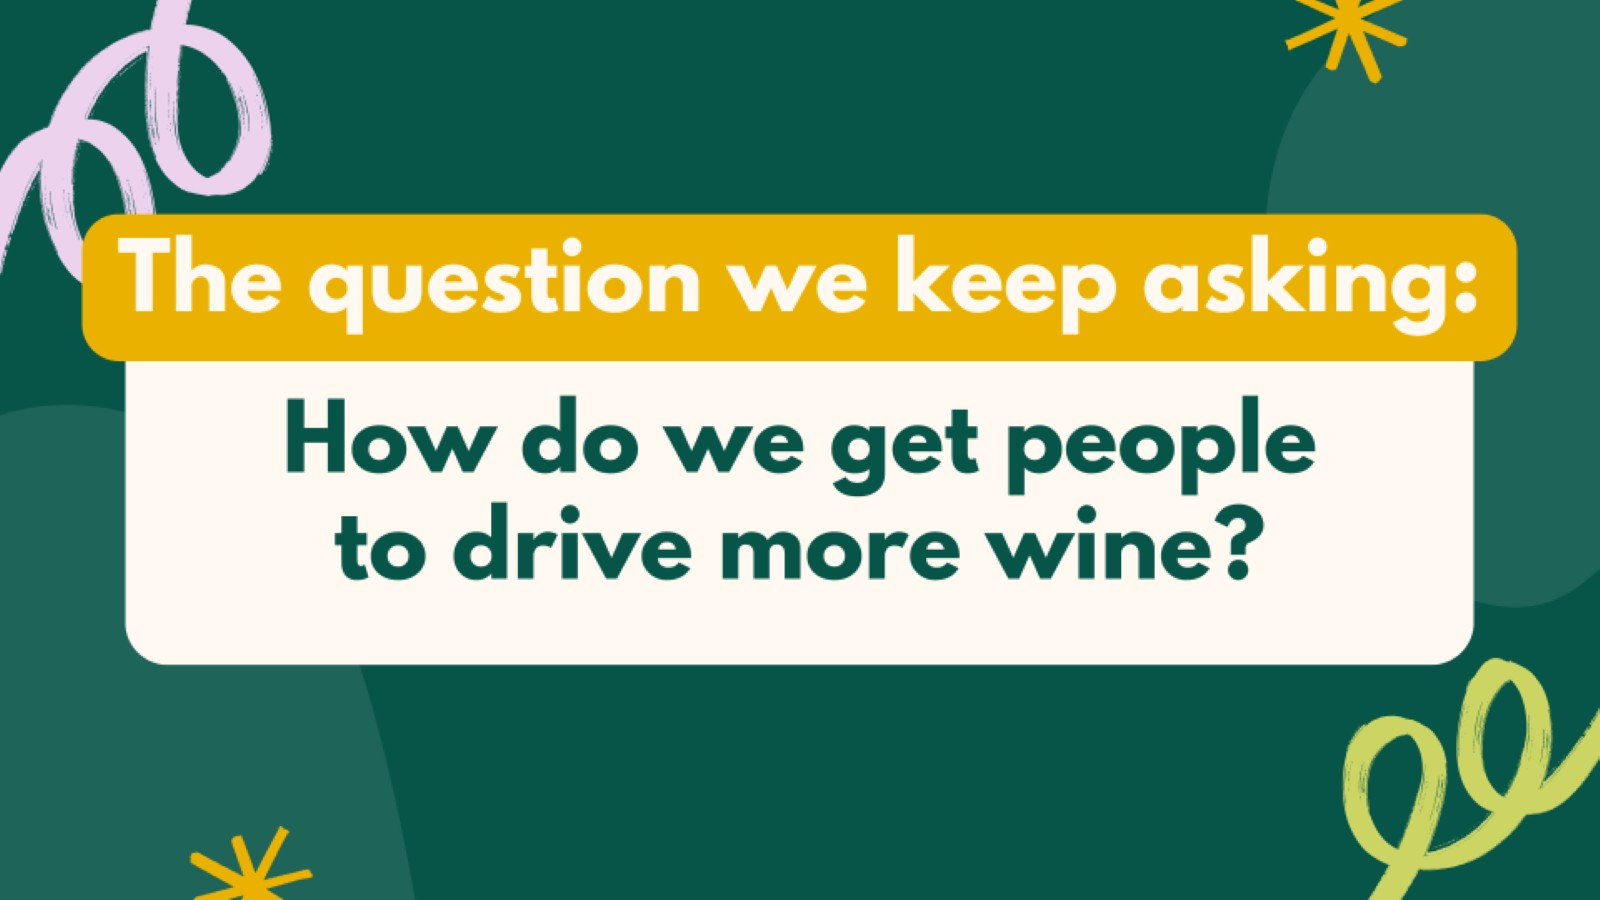 The question we keep asking:
How do we get people
to drive more wine?